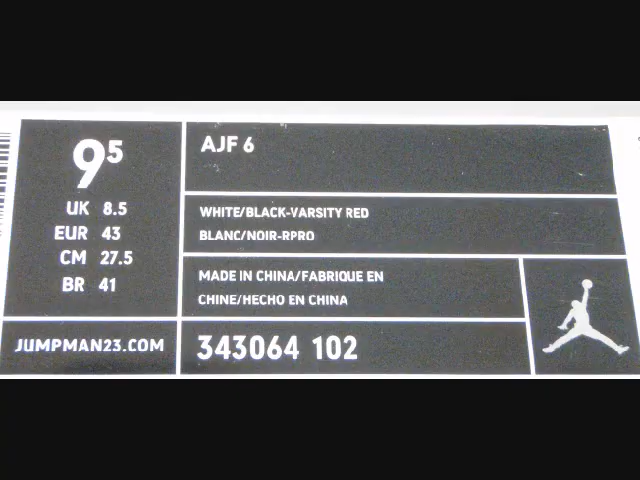 9⁵
UK 8.5
EUR 43
CM 27.5
BR 41
JUMPMAN23.COM
AJF 6
WHITE/BLACK-VARSITY RED
BLANC/NOIR-RPRO
MADE IN CHINA/FABRIQUE EN
CHINE/HECHO EN CHINA
343064 102